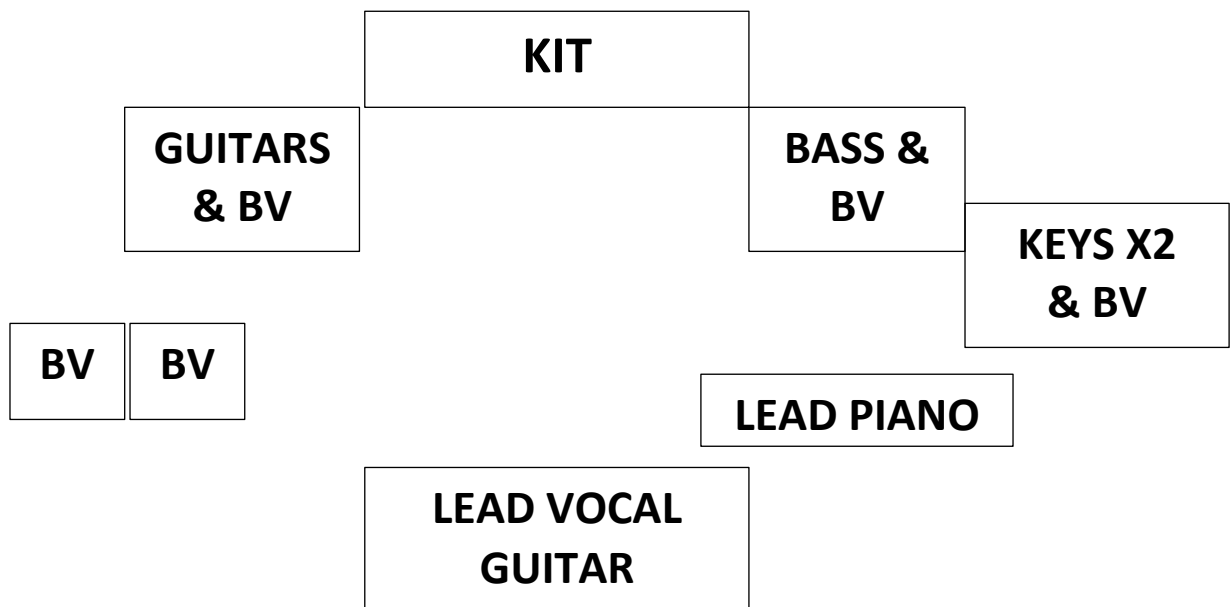 KIT
GUITARS
& BV
BASS &
BV
KEYS X2
& BV
BV
BV
LEAD PIANO
LEAD VOCAL
GUITAR